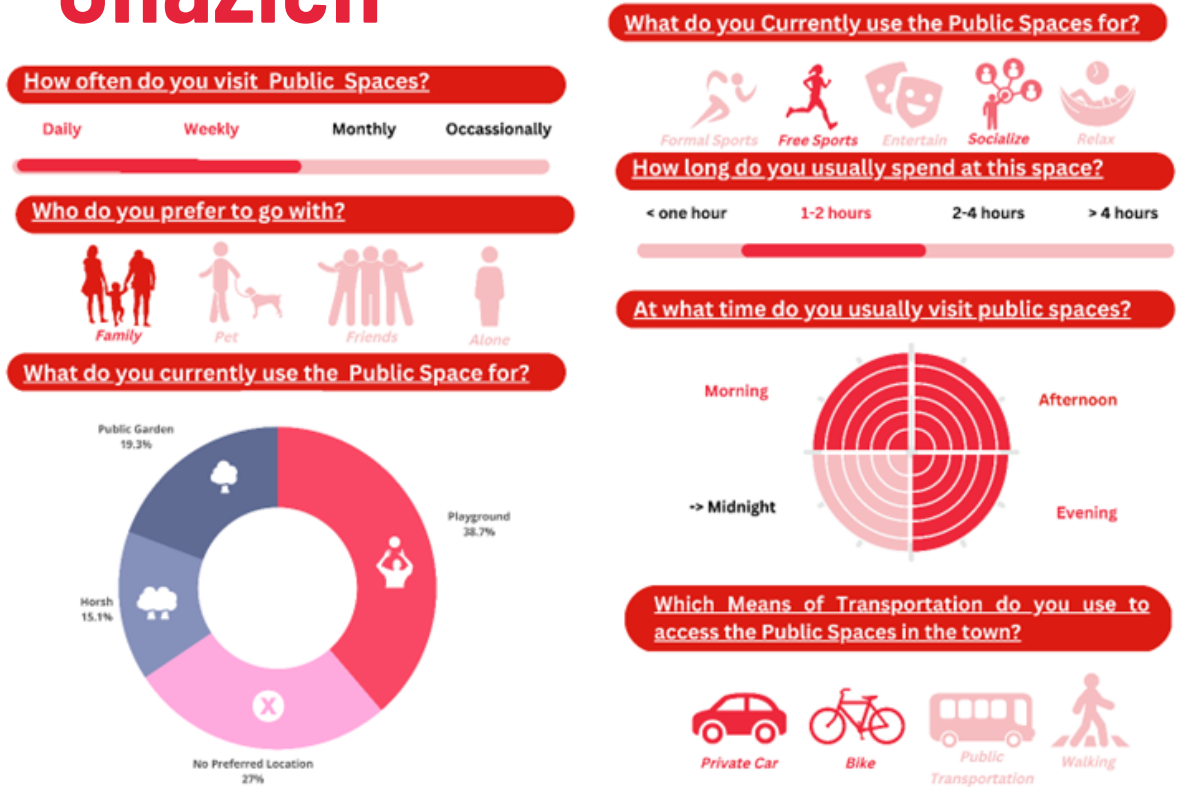 How often do you visit Public Spaces?
Daily Weekly Monthly Occassionally
Who do you prefer to go with?
Family Pet Friends Alone
What do you currently use the Public Space for?
Public Garden
19.3%
Playground
38.7%
Horsh
15.1%
X
No Preferred Location
27%
What do you Currently use the Public Spaces for?
Formal Sports Free Sports Entertain Socialize Relax
How long do you usually spend at this space?
< one hour 1-2 hours 2-4 hours > 4 hours
At what time do you usually visit public spaces?
Morning Afternoon
-> Midnight Evening
Which Means of Transportation do you use to
access the Public Spaces in the town?
Private Car Bike Public
Transportation
Walking